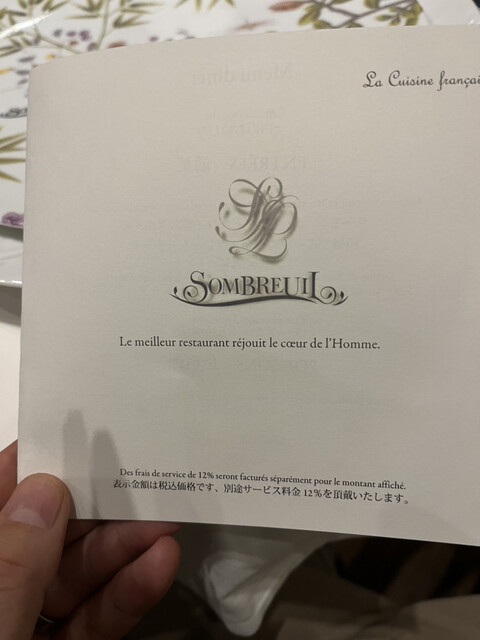 La Cuisine françai
SOMBREUIL
Le meilleur restaurant réjouit le cœur de l'Homme.
Des frais de service de 12% seront facturés séparément pour le montant affiché.
表示金額は税込価格です、別途サービス料金 12%を頂戴いたします。